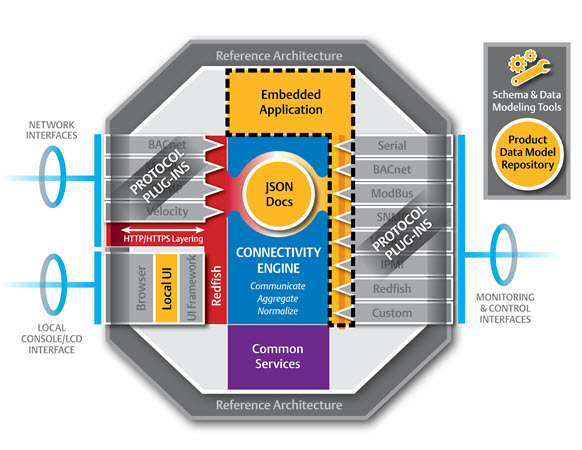 Reference Architecture
Embedded
Application
Schema & Data
Modeling Tools
Product
Data Model
Repository
NETWORK
INTERFACES
BACnet
Velocity
PROTOCOL
PLUG-INS
HTTP/HTTPS Layering
Browser
Local UI
UI Framework
Redfish
LOCAL
CONSOLE/LCD
INTERFACE
JSON
Docs
CONNECTIVITY
ENGINE
Communicate
Aggregate
Normalize
Common
Services
Serial
BACnet
ModBus
IPMI
Redfish
Custom
PROTOCOL
PLUG-INS
MONITORING
& CONTROL
INTERFACES
Reference Architecture